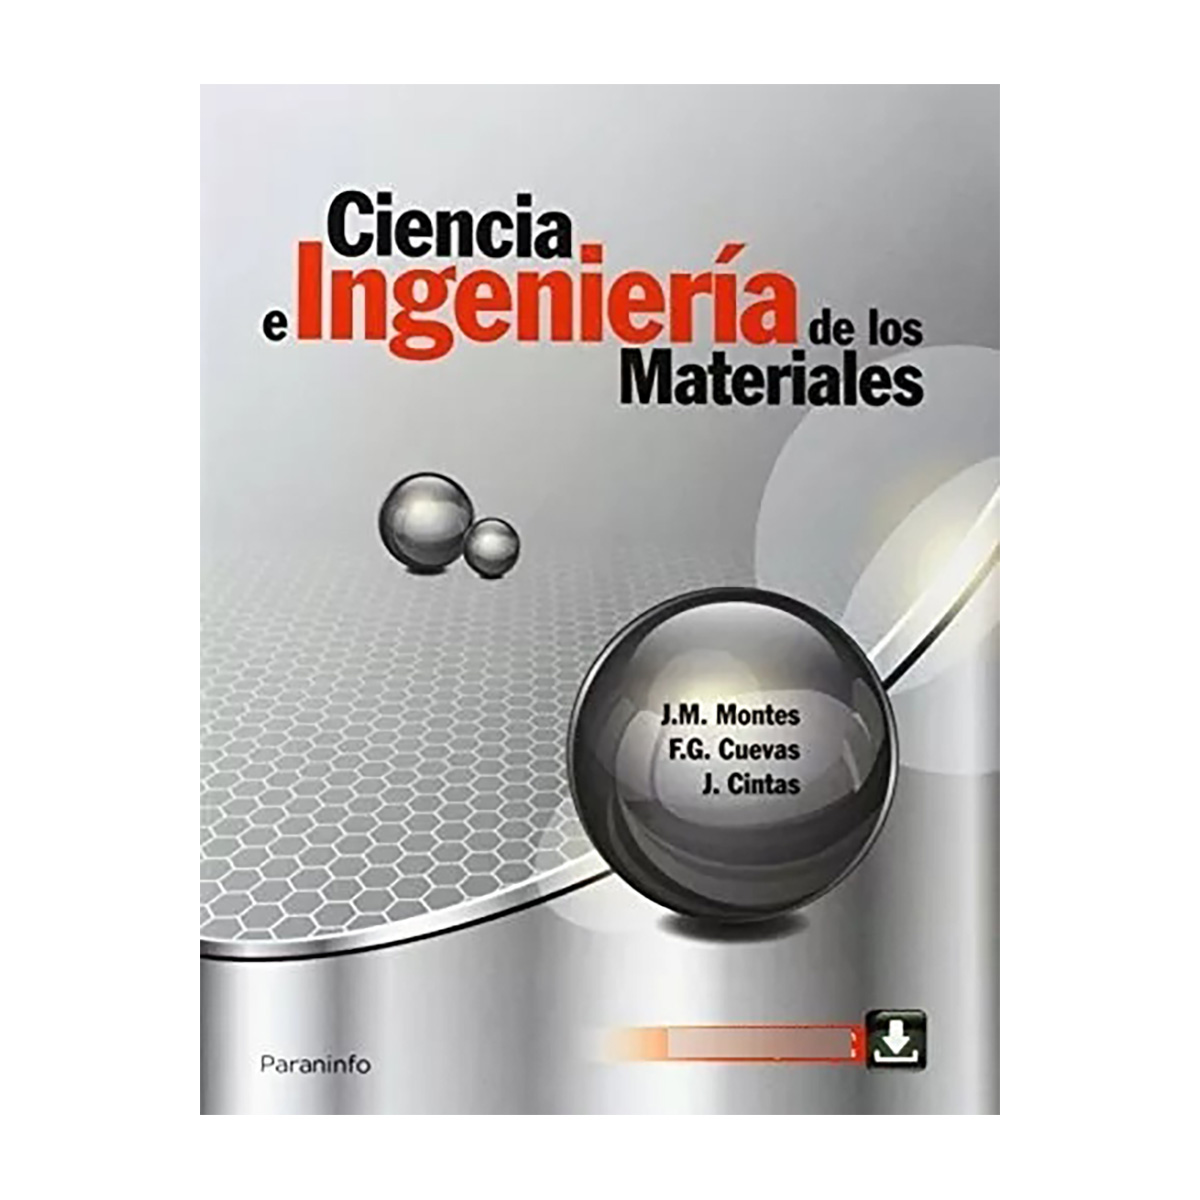 Ciencia
e Ingeniería de los
Materiales
J.M. Montes
F.G. Cuevas
J. Cintas
Paraninfo